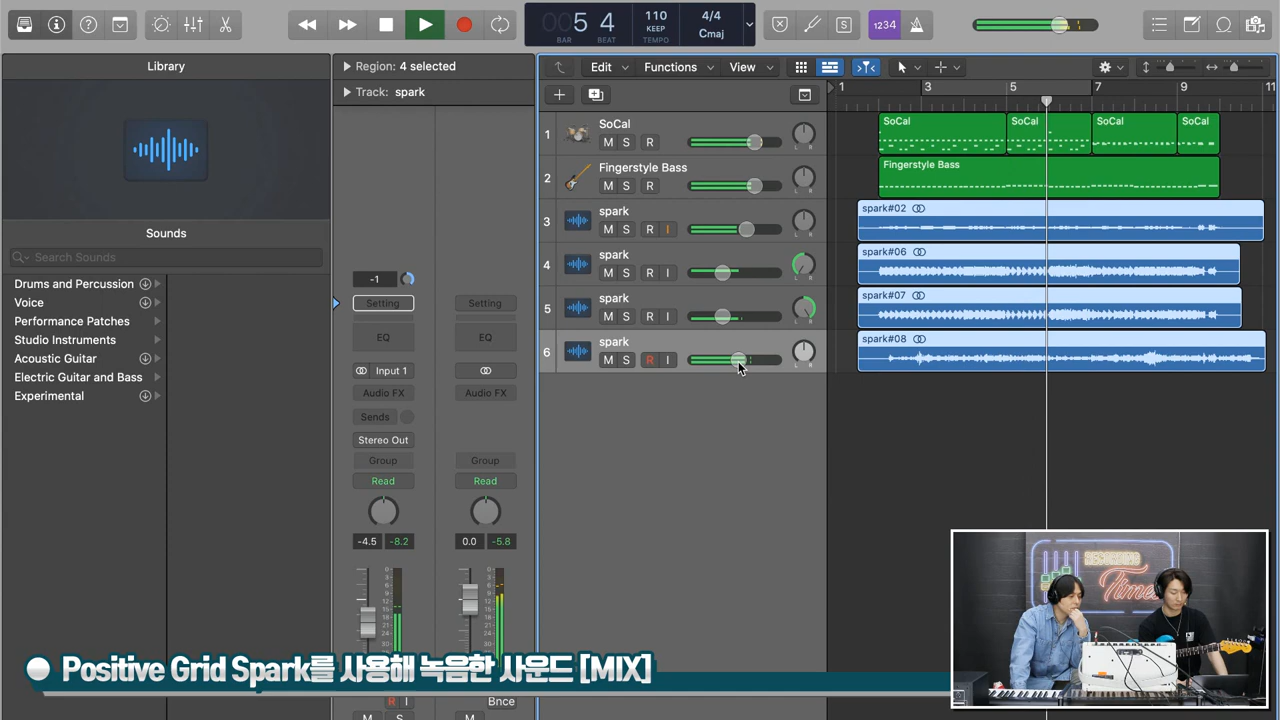 5 4
BAR BEAT
110
KEEP
TEMPO
4/4
Cmaj
S
1234
Library
Region: 4 selected
Track: spark
Edit
Functions
View
1 3 5 7 9 11
Sounds
Search Sounds
Drums and Percussion
Voice
Performance Patches
Studio Instruments
Acoustic Guitar
Electric Guitar and Bass
Experimental
-1
Setting Setting
EQ EQ
Input 1
Audio FX Audio FX
Sends
Stereo Out
Group Group
Read Read
-4.5 -8.2 0.0 -5.8
R I
Bnce
M S M
1 SoCal
M S R
L R
2 Fingerstyle Bass
M S R
L R
3 spark
M S R I
L R
4 spark
M S R I
L R
5 spark
M S R I
L R
6 spark
M S R I
L R
SoCal SoCal SoCal SoCal
Fingerstyle Bass
spark#02
spark#06
spark#07
spark#08
RECORDING
Times
Positive Grid Spark를 사용해 녹음한 사운드 [MIX]